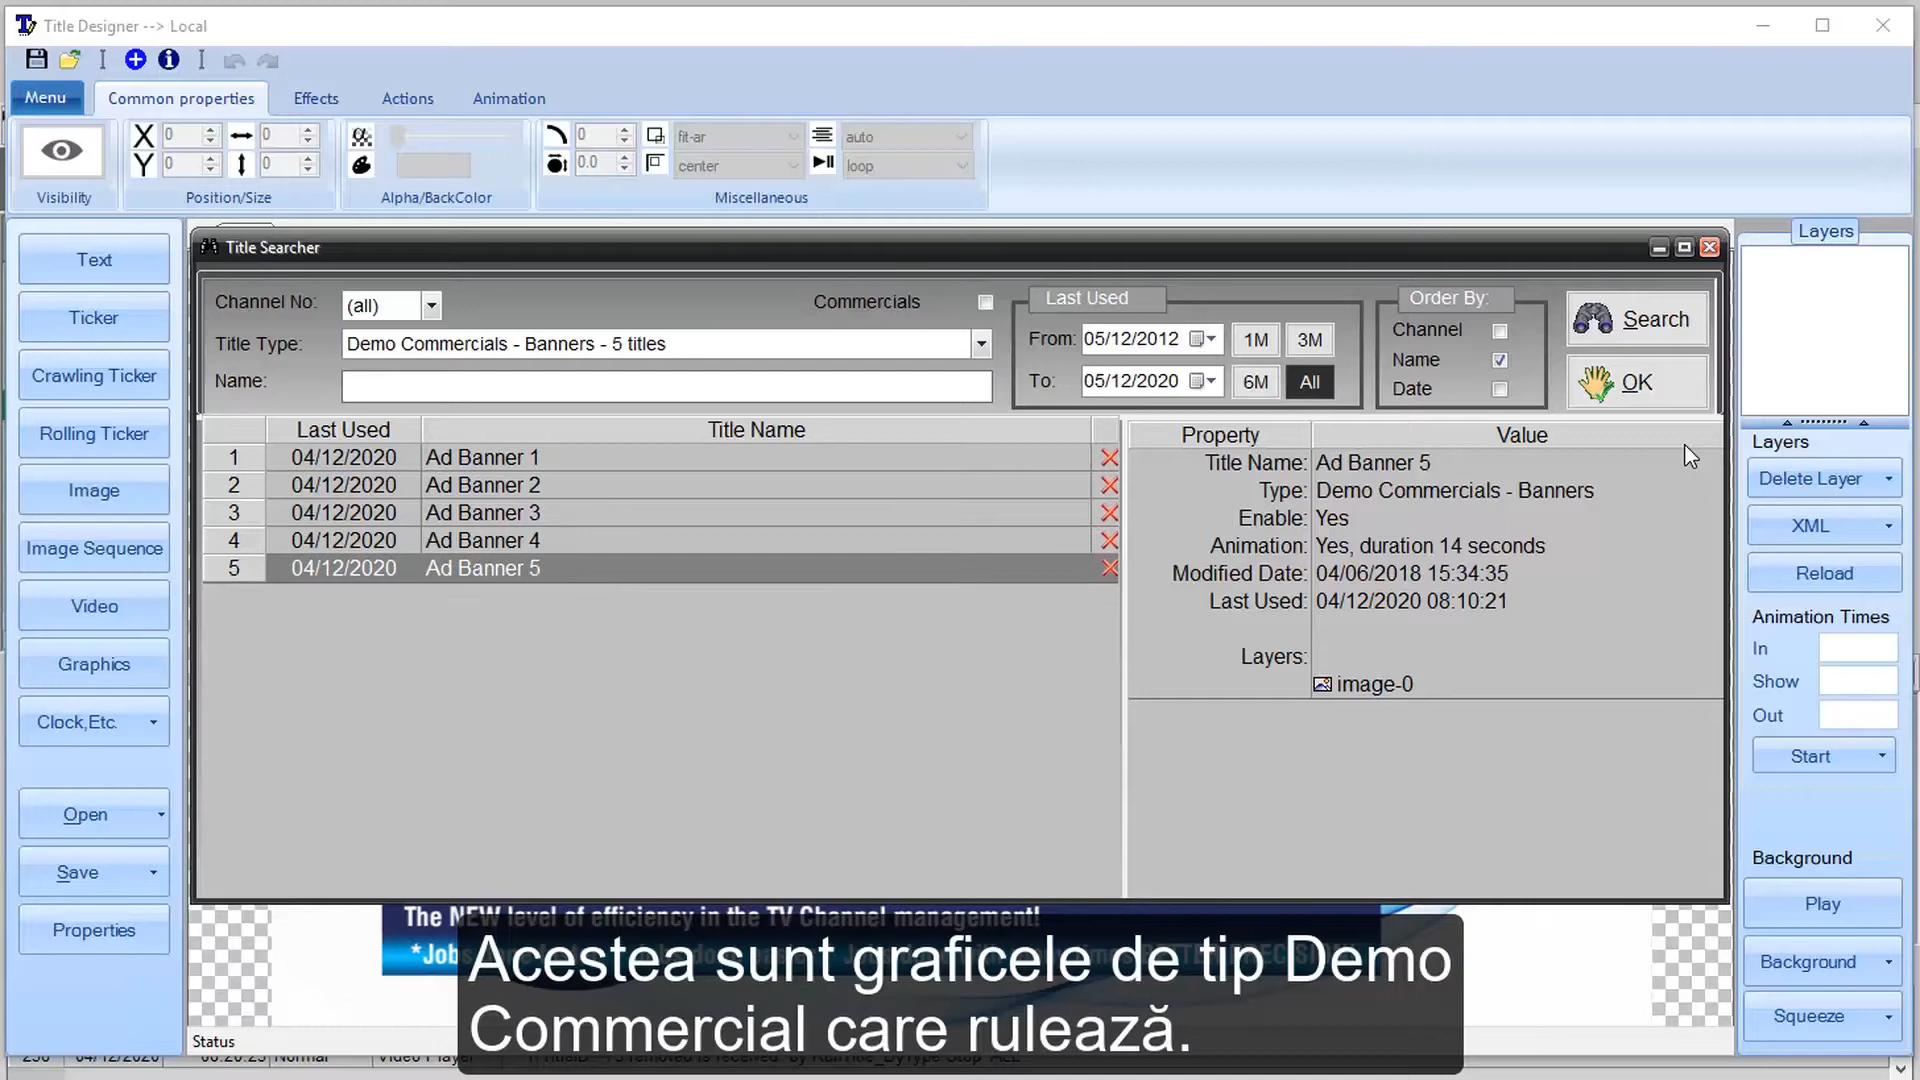 Title Designer --> Local
Menu
Common properties
Effects
Actions
Animation
X 0 0
Y 0 0
0 fit-ar auto
0.0 center loop
Visibility
Position/Size
Alpha/BackColor
Miscellaneous
Text
Ticker
Crawling Ticker
Rolling Ticker
Image
Image Sequence
Video
Graphics
Clock,Etc.
Open
Save
Properties
Title Searcher
Channel No: (all)
Commercials
Title Type: Demo Commercials - Banners - 5 titles
Name:
Last Used
From: 05/12/2012 1M 3M
To: 05/12/2020 6M All
Order By:
Channel
Name
Date
Search
OK
Last Used Title Name
1 04/12/2020 Ad Banner 1
2 04/12/2020 Ad Banner 2
3 04/12/2020 Ad Banner 3
4 04/12/2020 Ad Banner 4
5 04/12/2020 Ad Banner 5
Property Value
Title Name: Ad Banner 5
Type: Demo Commercials - Banners
Enable: Yes
Animation: Yes, duration 14 seconds
Modified Date: 04/06/2018 15:34:35
Last Used: 04/12/2020 08:10:21
Layers:
image-0
Layers
Layers
Delete Layer
XML
Reload
Animation Times
In
Show
Out
Start
Background
Play
Background
Squeeze
The NEW level of efficiency in the TV Channel management!
*Jobs
Acestea sunt graficele de tip Demo
Commercial care rulează.
Status